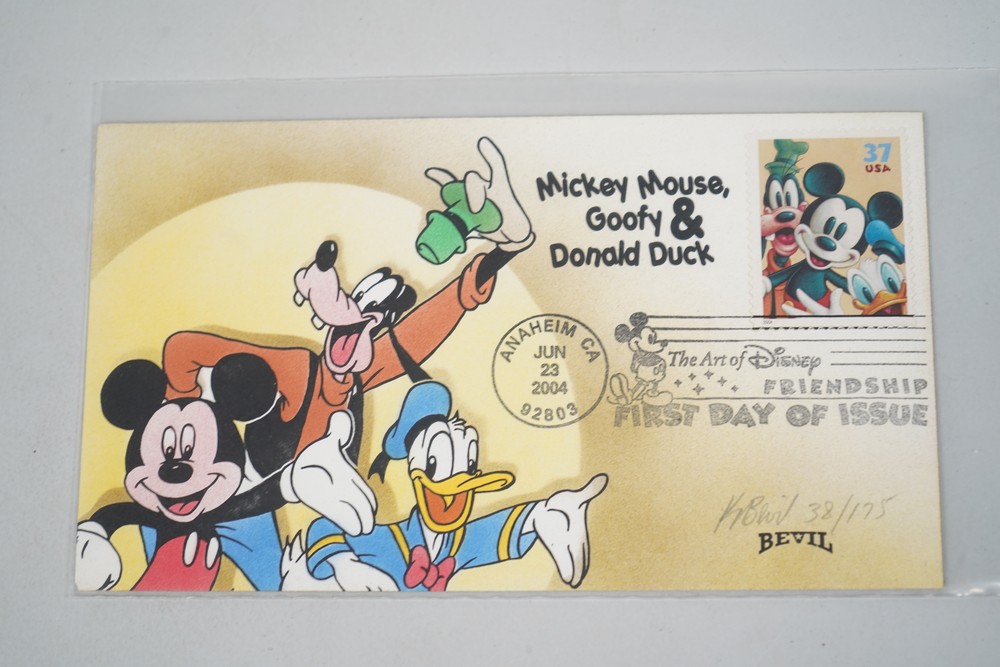 Mickey Mouse,
Goofy &
Donald Duck
37
USA
ANAHEIM CA
JUN
23
2004
92803
The Art of Disney
FRIENDSHIP
FIRST DAY OF ISSUE
38/175
BEVIL